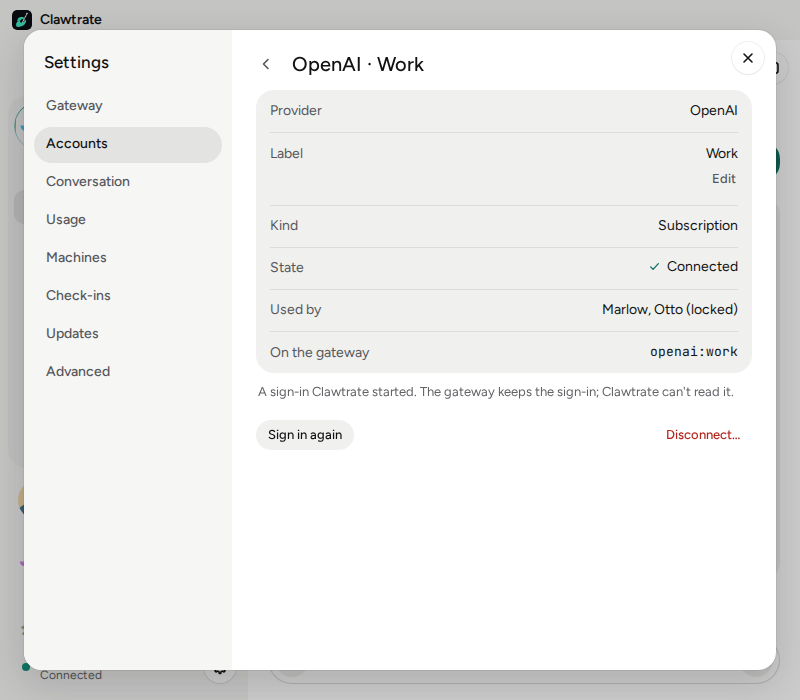 Clawtrate
Settings
Gateway
Accounts
Conversation
Usage
Machines
Check-ins
Updates
Advanced
OpenAI · Work
Provider OpenAI
Label Work
Edit
Kind Subscription
State Connected
Used by Marlow, Otto (locked)
On the gateway openai:work
A sign-in Clawtrate started. The gateway keeps the sign-in; Clawtrate can't read it.
Sign in again Disconnect...
Connected